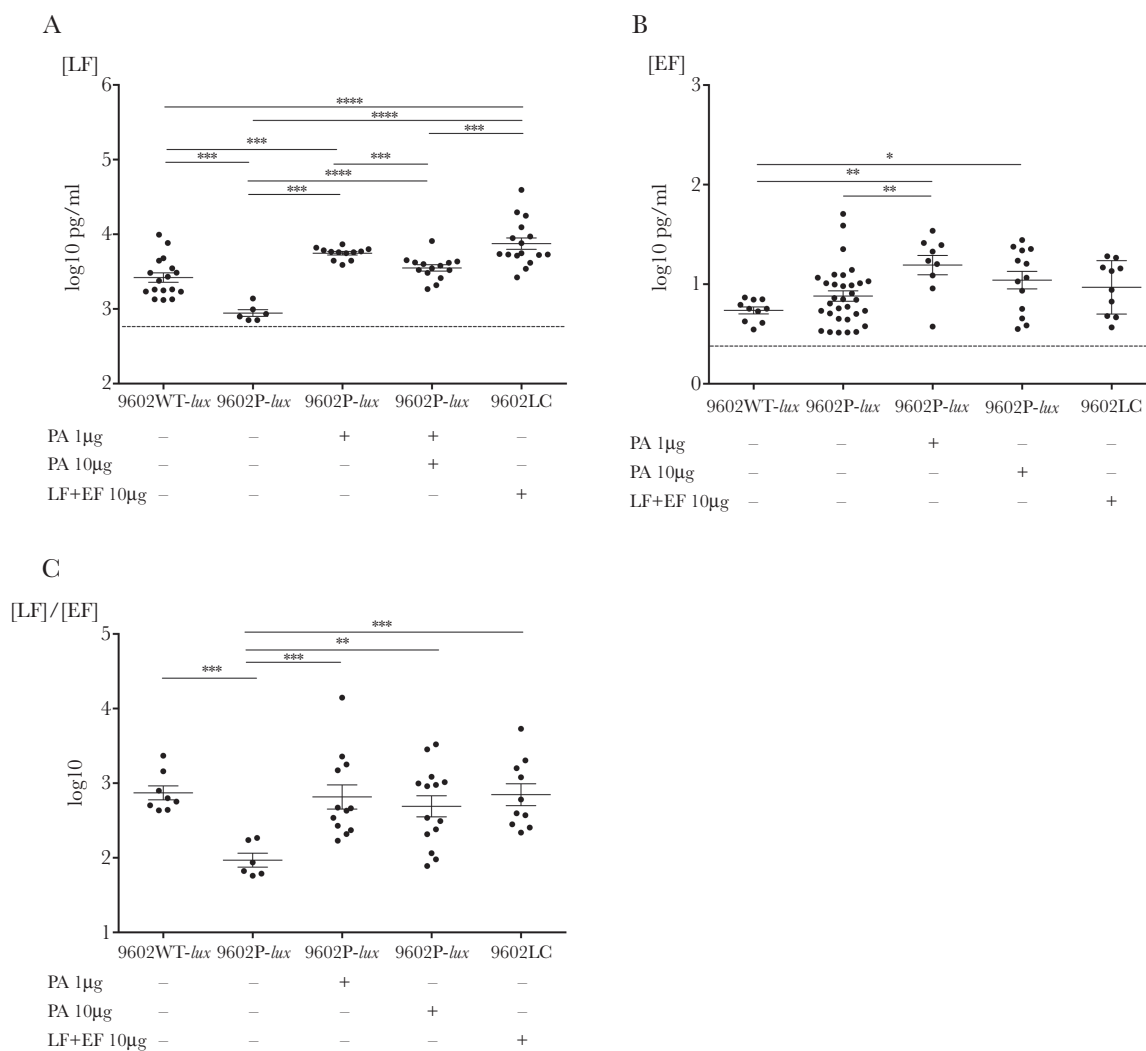 A
[LF]
log10 pg/ml
6
5
4
3
2
****
****
***
***
***
***
****
***
9602WT-lux 9602P-lux 9602P-lux 9602P-lux 9602LC
PA 1µg – – + + –
PA 10µg – – – + –
LF+EF 10µg – – – – +
B
[EF]
log10 pg/ml
3
2
1
0
*
**
**
9602WT-lux 9602P-lux 9602P-lux 9602P-lux 9602LC
PA 1µg – – + – –
PA 10µg – – – + –
LF+EF 10µg – – – – +
C
[LF]/[EF]
log10
5
4
3
2
1
***
**
***
***
9602WT-lux 9602P-lux 9602P-lux 9602P-lux 9602LC
PA 1µg – – + – –
PA 10µg – – – + –
LF+EF 10µg – – – – +